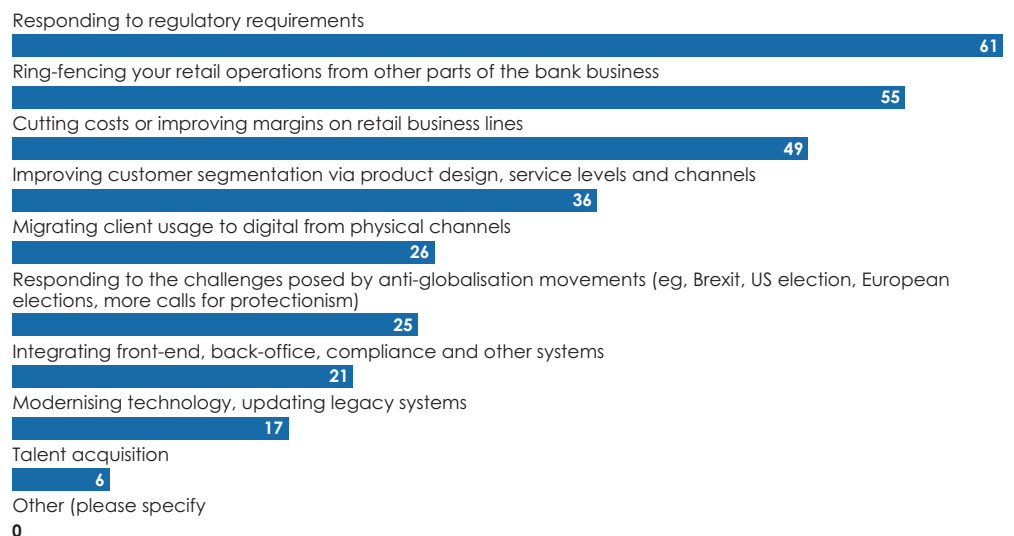 Responding to regulatory requirements
61
Ring-fencing your retail operations from other parts of the bank business
55
Cutting costs or improving margins on retail business lines
49
Improving customer segmentation via product design, service levels and channels
36
Migrating client usage to digital from physical channels
26
Responding to the challenges posed by anti-globalisation movements (eg, Brexit, US election, European
elections, more calls for protectionism)
25
Integrating front-end, back-office, compliance and other systems
21
Modernising technology, updating legacy systems
17
Talent acquisition
6
Other (please specify
0